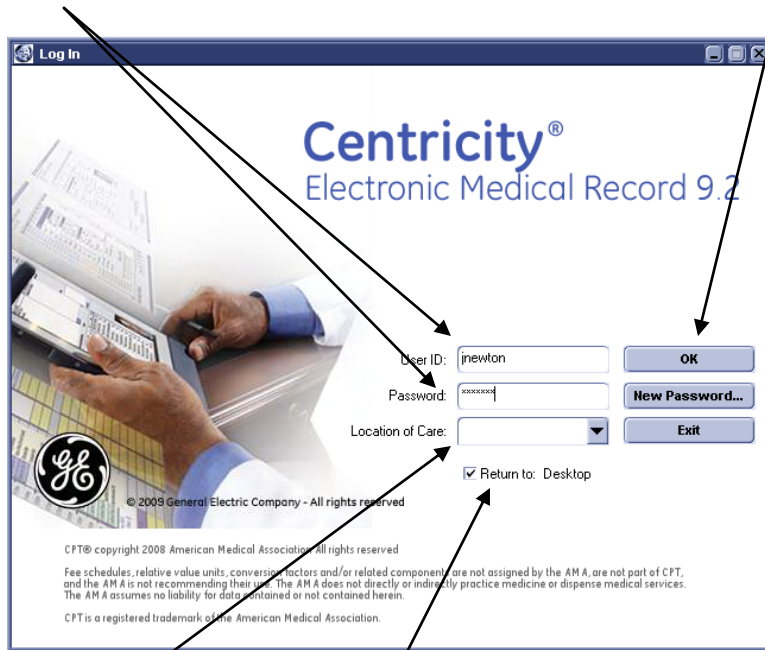 Log In
Centricity®
Electronic Medical Record 9.2
User ID: jnewton OK
Password: xxxxxxx New Password...
Location of Care: Exit
Return to: Desktop
GE
© 2009 General Electric Company - All rights reserved
CPT® copyright 2008 American Medical Association All rights reserved
Fee schedules, relative value units, conversion factors and/or related components are not assigned by the AMA, are not part of CPT,
and the AMA is not recommending their use. The AMA does not directly or indirectly practice medicine or dispense medical services.
The AMA assumes no liability for data contained or not contained herein.
CPT is a registered trademark of the American Medical Association.